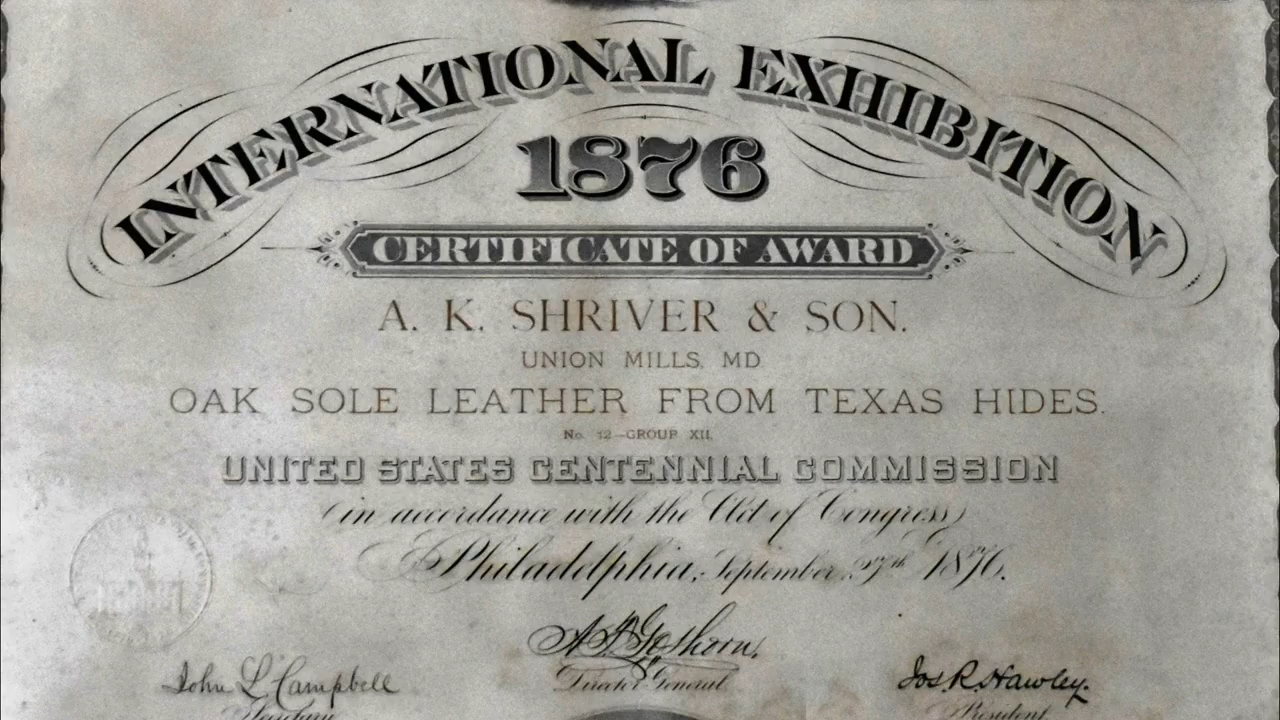 INTERNATIONAL EXHIBITION
1876
CERTIFICATE OF AWARD
A. K. SHRIVER & SON.
UNION MILLS, MD
OAK SOLE LEATHER FROM TEXAS HIDES.
No. 12—GROUP XII.
UNITED STATES CENTENNIAL COMMISSION
(in accordance with the Act of Congress)
Philadelphia, September 27th 1876.
A. T. Goshorn.
Director General
John L. Campbell
Jos. R. Hawley.
Secretary
President